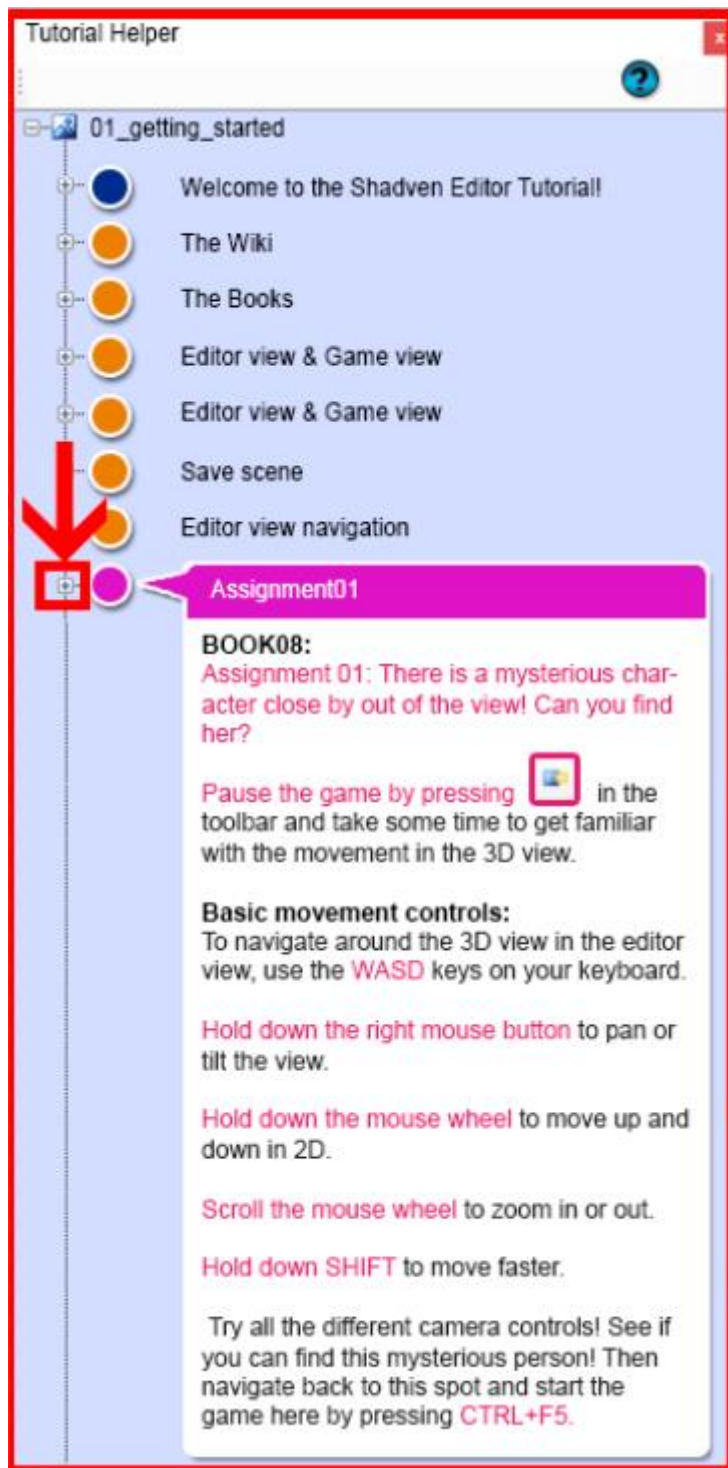 Tutorial Helper
x
?
01_getting_started
Welcome to the Shadven Editor Tutorial!
The Wiki
The Books
Editor view & Game view
Editor view & Game view
Save scene
Editor view navigation
Assignment01
BOOK08:
Assignment 01: There is a mysterious char-
acter close by out of the view! Can you find
her?
Pause the game by pressing in the
toolbar and take some time to get familiar
with the movement in the 3D view.
Basic movement controls:
To navigate around the 3D view in the editor
view, use the WASD keys on your keyboard.
Hold down the right mouse button to pan or
tilt the view.
Hold down the mouse wheel to move up and
down in 2D.
Scroll the mouse wheel to zoom in or out.
Hold down SHIFT to move faster.
Try all the different camera controls! See if
you can find this mysterious person! Then
navigate back to this spot and start the
game here by pressing CTRL+F5.